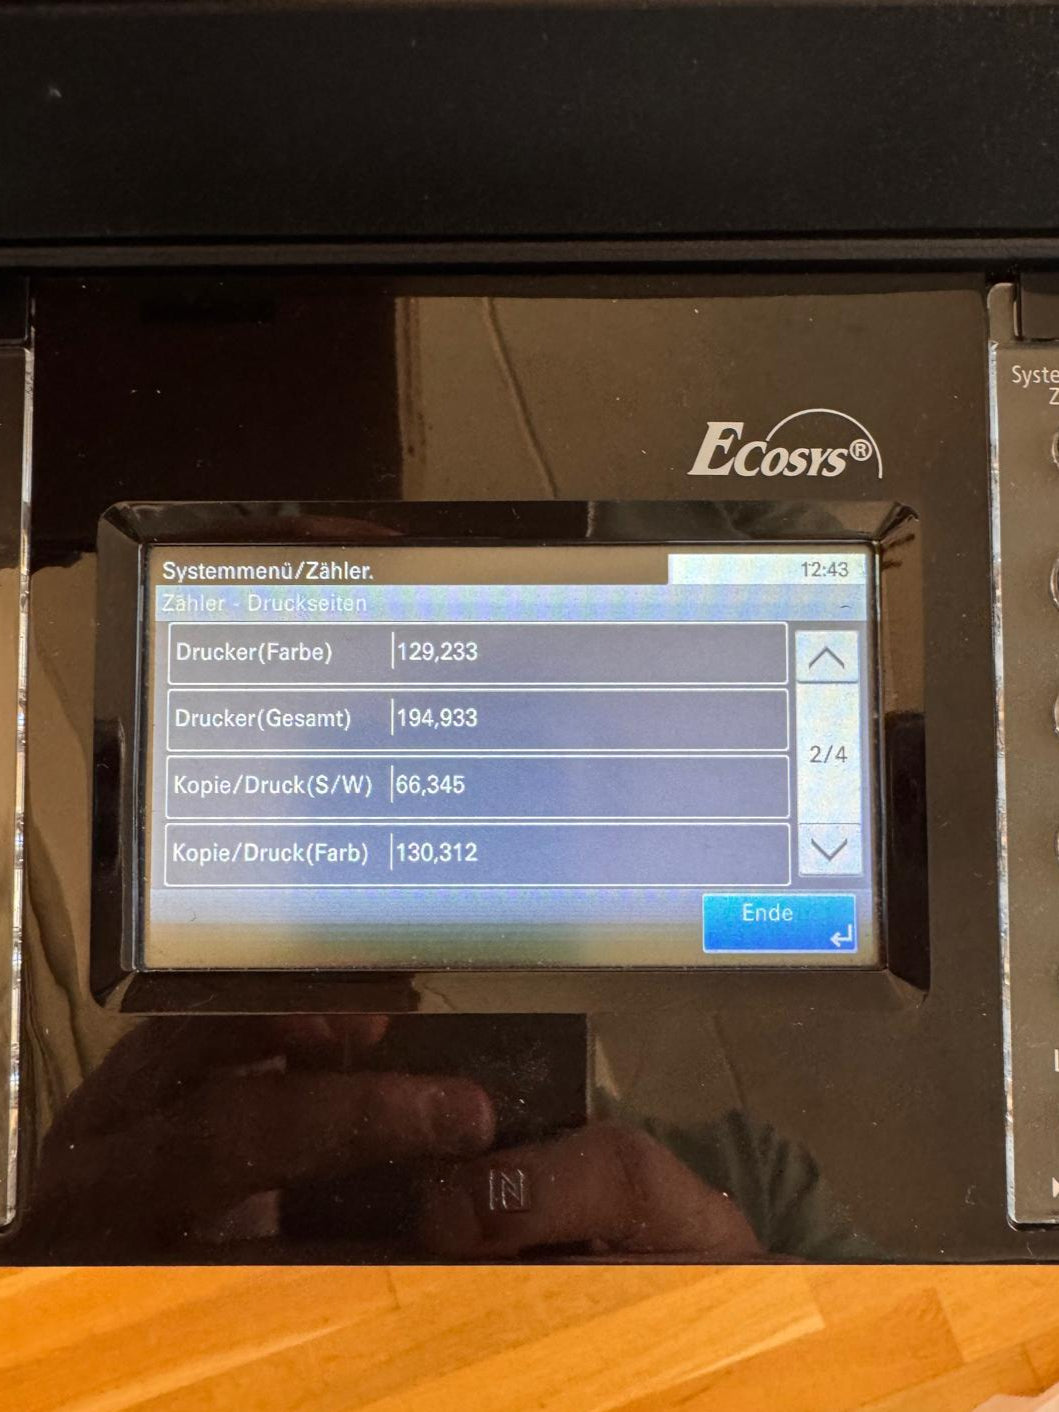 ECOSYS®
Systemmenü/Zähler.
12:43
Zähler - Druckseiten
Drucker(Farbe) 129,233
Drucker(Gesamt) 194,933
2/4
Kopie/Druck(S/W) 66,345
Kopie/Druck(Farb) 130,312
Ende